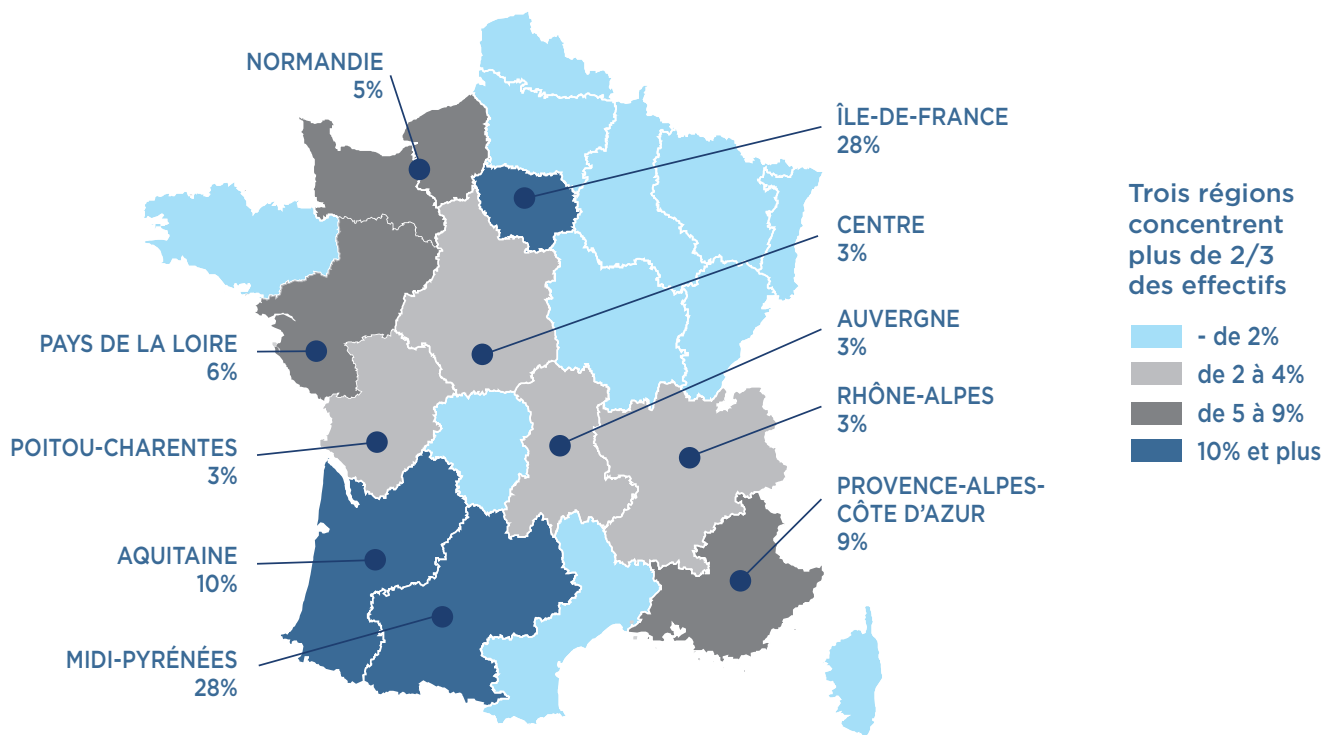 NORMANDIE
5%
ÎLE-DE-FRANCE
28%
CENTRE
3%
AUVERGNE
3%
RHÔNE-ALPES
3%
PROVENCE-ALPES-
CÔTE D'AZUR
9%
PAYS DE LA LOIRE
6%
POITOU-CHARENTES
3%
AQUITAINE
10%
MIDI-PYRÉNÉES
28%
Trois régions
concentrent
plus de 2/3
des effectifs
- de 2%
de 2 à 4%
de 5 à 9%
10% et plus